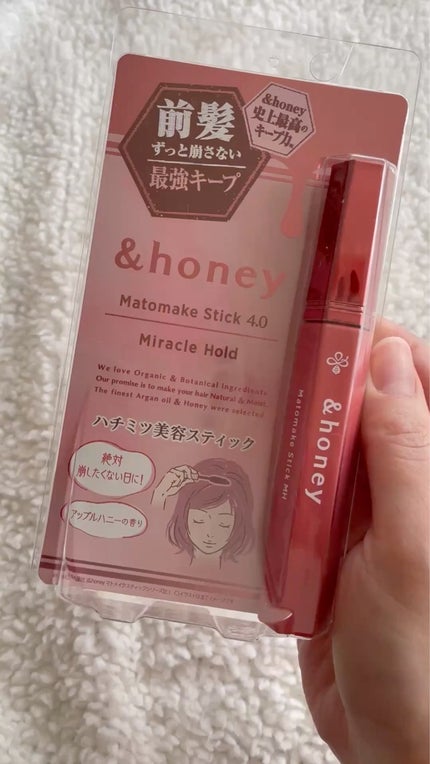 前髪
ずっと崩さない
最強キープ
&honey
史上最高の
キープ力。
&honey
Matomake Stick 4.0
Miracle Hold
We love Organic & Botanical Ingredients
Our promise is to make your hair Natural & Moist
The finest Argan oil & Honey were selected
ハチミツ美容スティック
絶対
崩したくない日に!
アップルハニーの香り
&honey
Matomake Stick MH